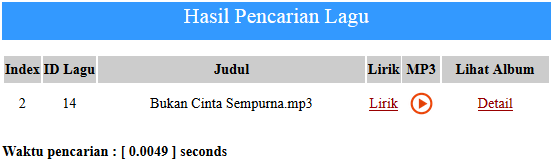 Hasil Pencarian Lagu
Index ID Lagu Judul Lirik MP3 Lihat Album
2 14 Bukan Cinta Sempurna.mp3 Lirik Detail
Waktu pencarian : [ 0.0049 ] seconds